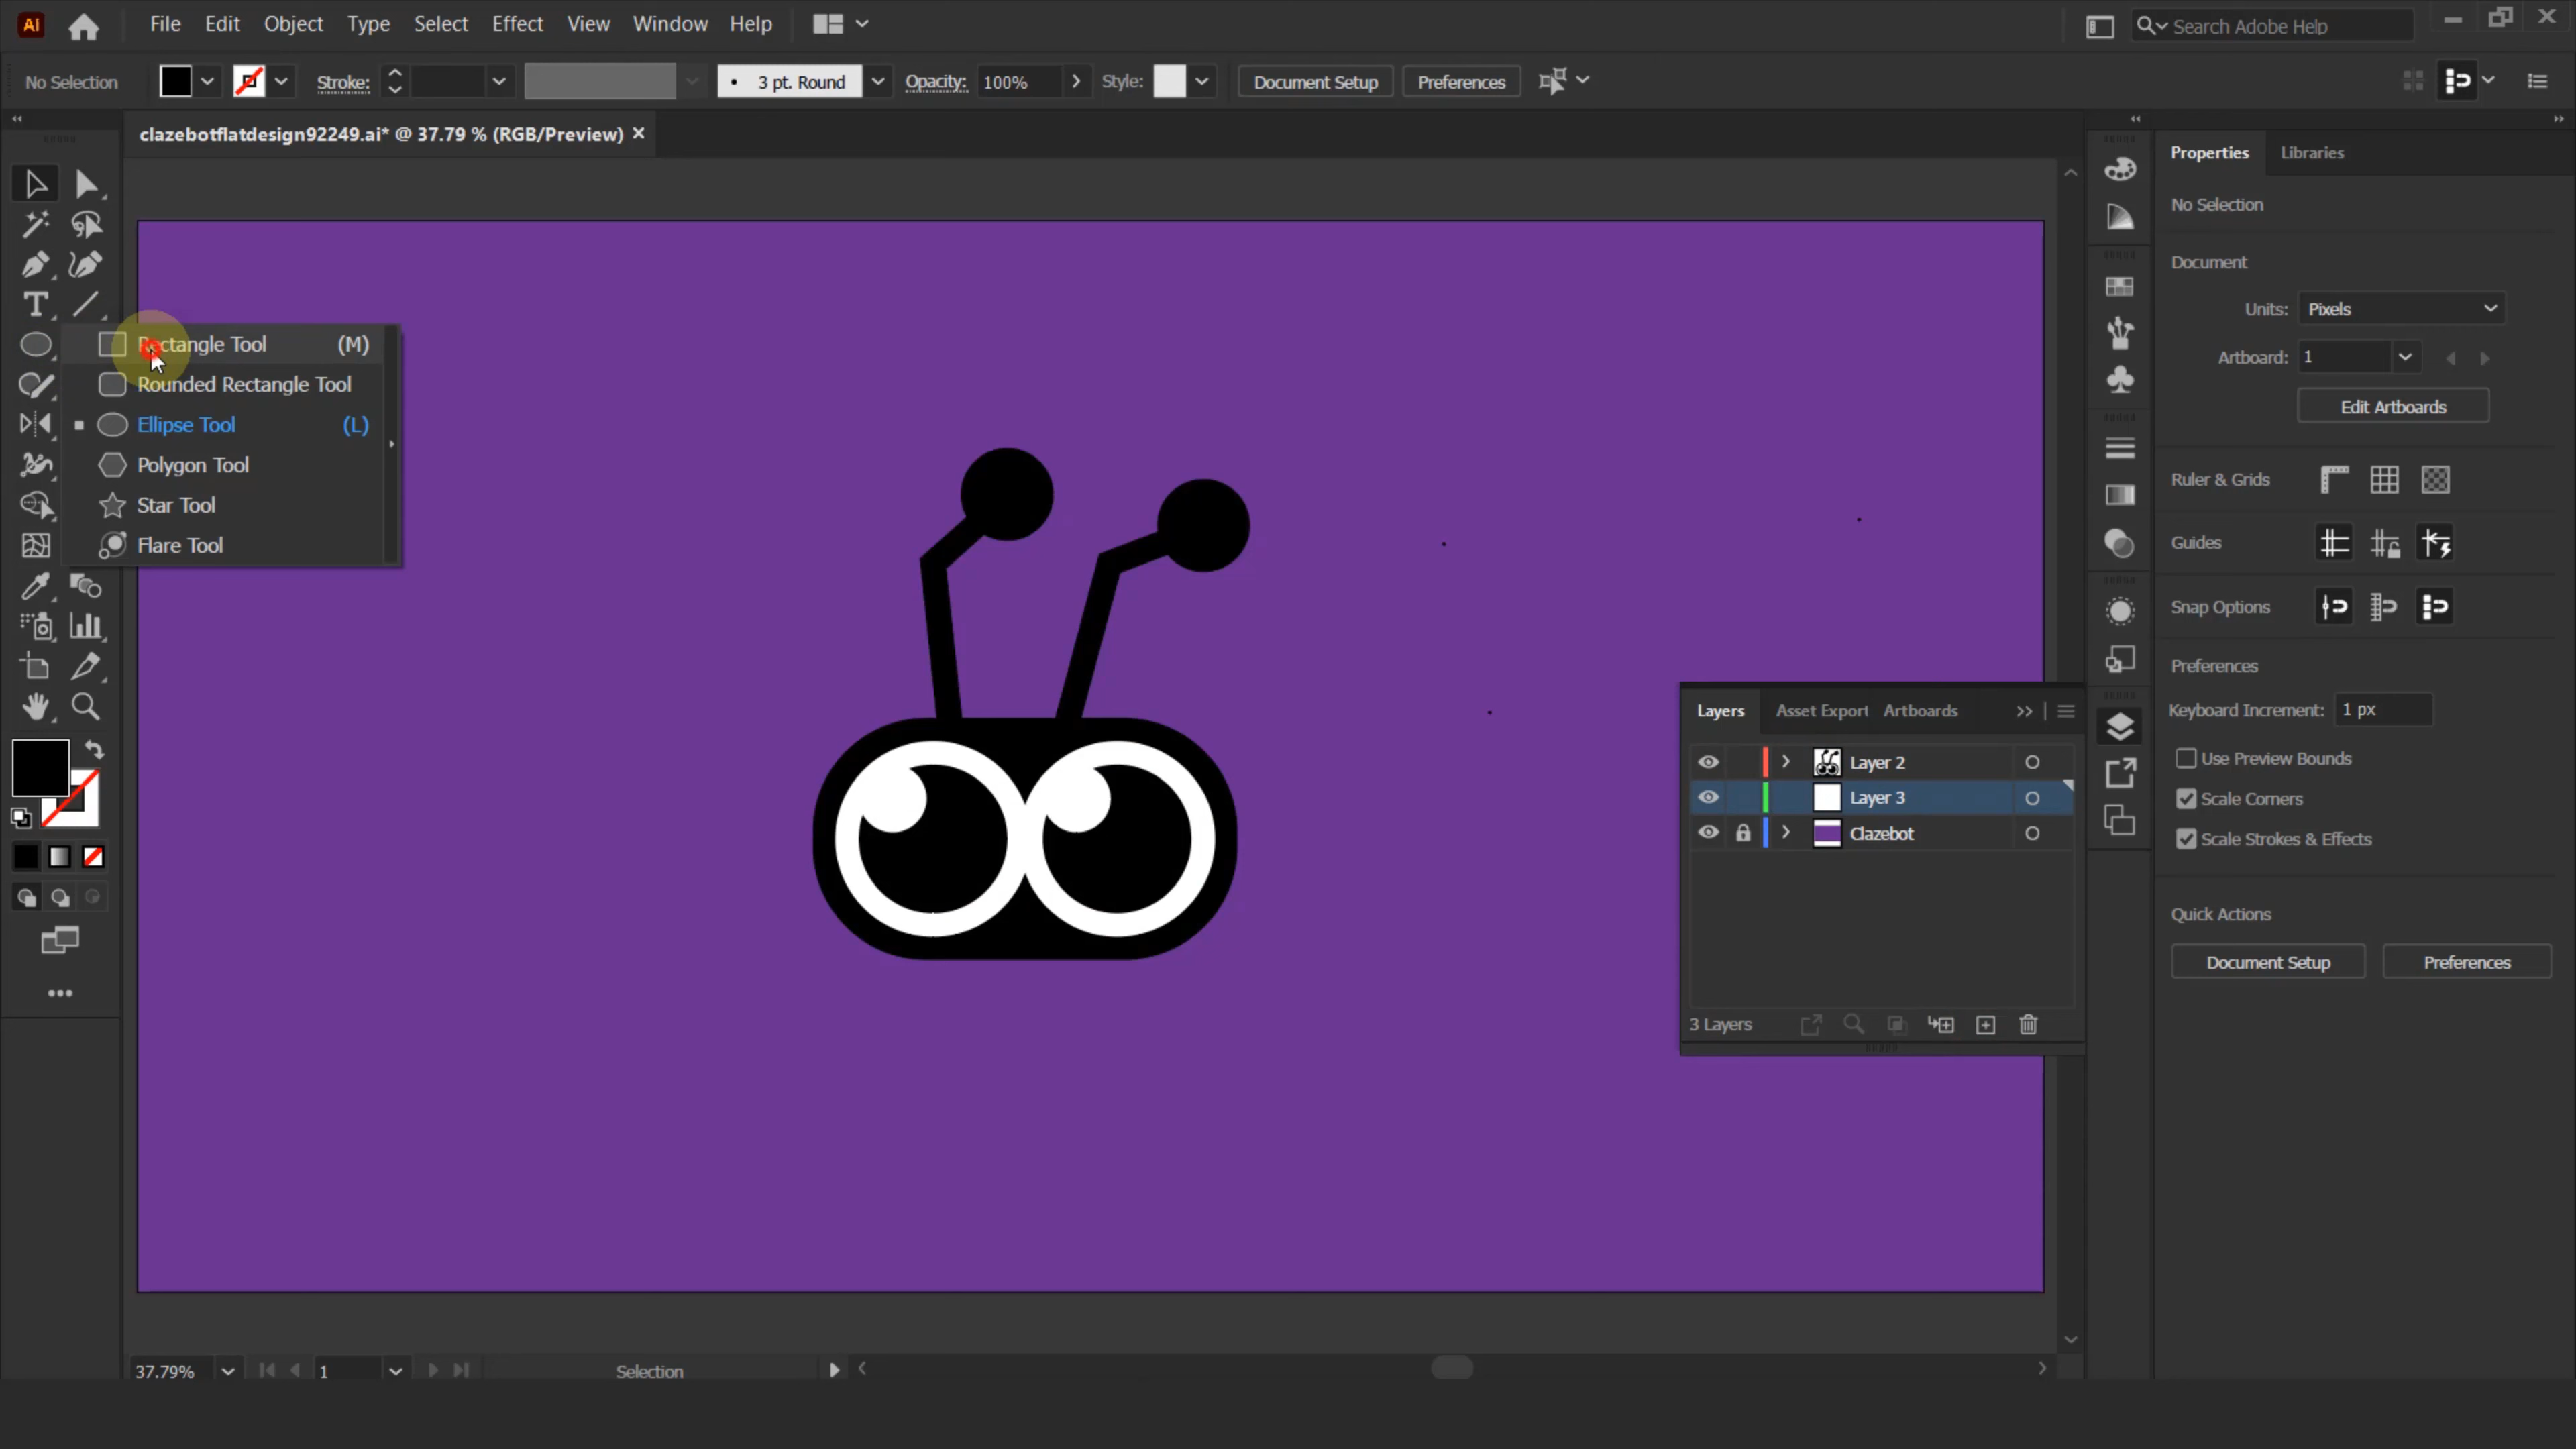 Ai File Edit Object Type Select Effect View Window Help Search Adobe Help
No Selection Stroke: 3 pt. Round Opacity: 100% Style: Document Setup Preferences
clazebotflatdesign92249.ai* @ 37.79 % (RGB/Preview)
Properties Libraries
No Selection
Document
Units: Pixels
Artboard: 1
Edit Artboards
Ruler & Grids
Guides
Snap Options
Preferences
Keyboard Increment: 1 px
Use Preview Bounds
Scale Corners
Scale Strokes & Effects
Quick Actions
Document Setup Preferences
Rectangle Tool (M)
Rounded Rectangle Tool
Ellipse Tool (L)
Polygon Tool
Star Tool
Flare Tool
Layers Asset Export Artboards
Layer 2
Layer 3
Clazebot
3 Layers
37.79% 1 Selection